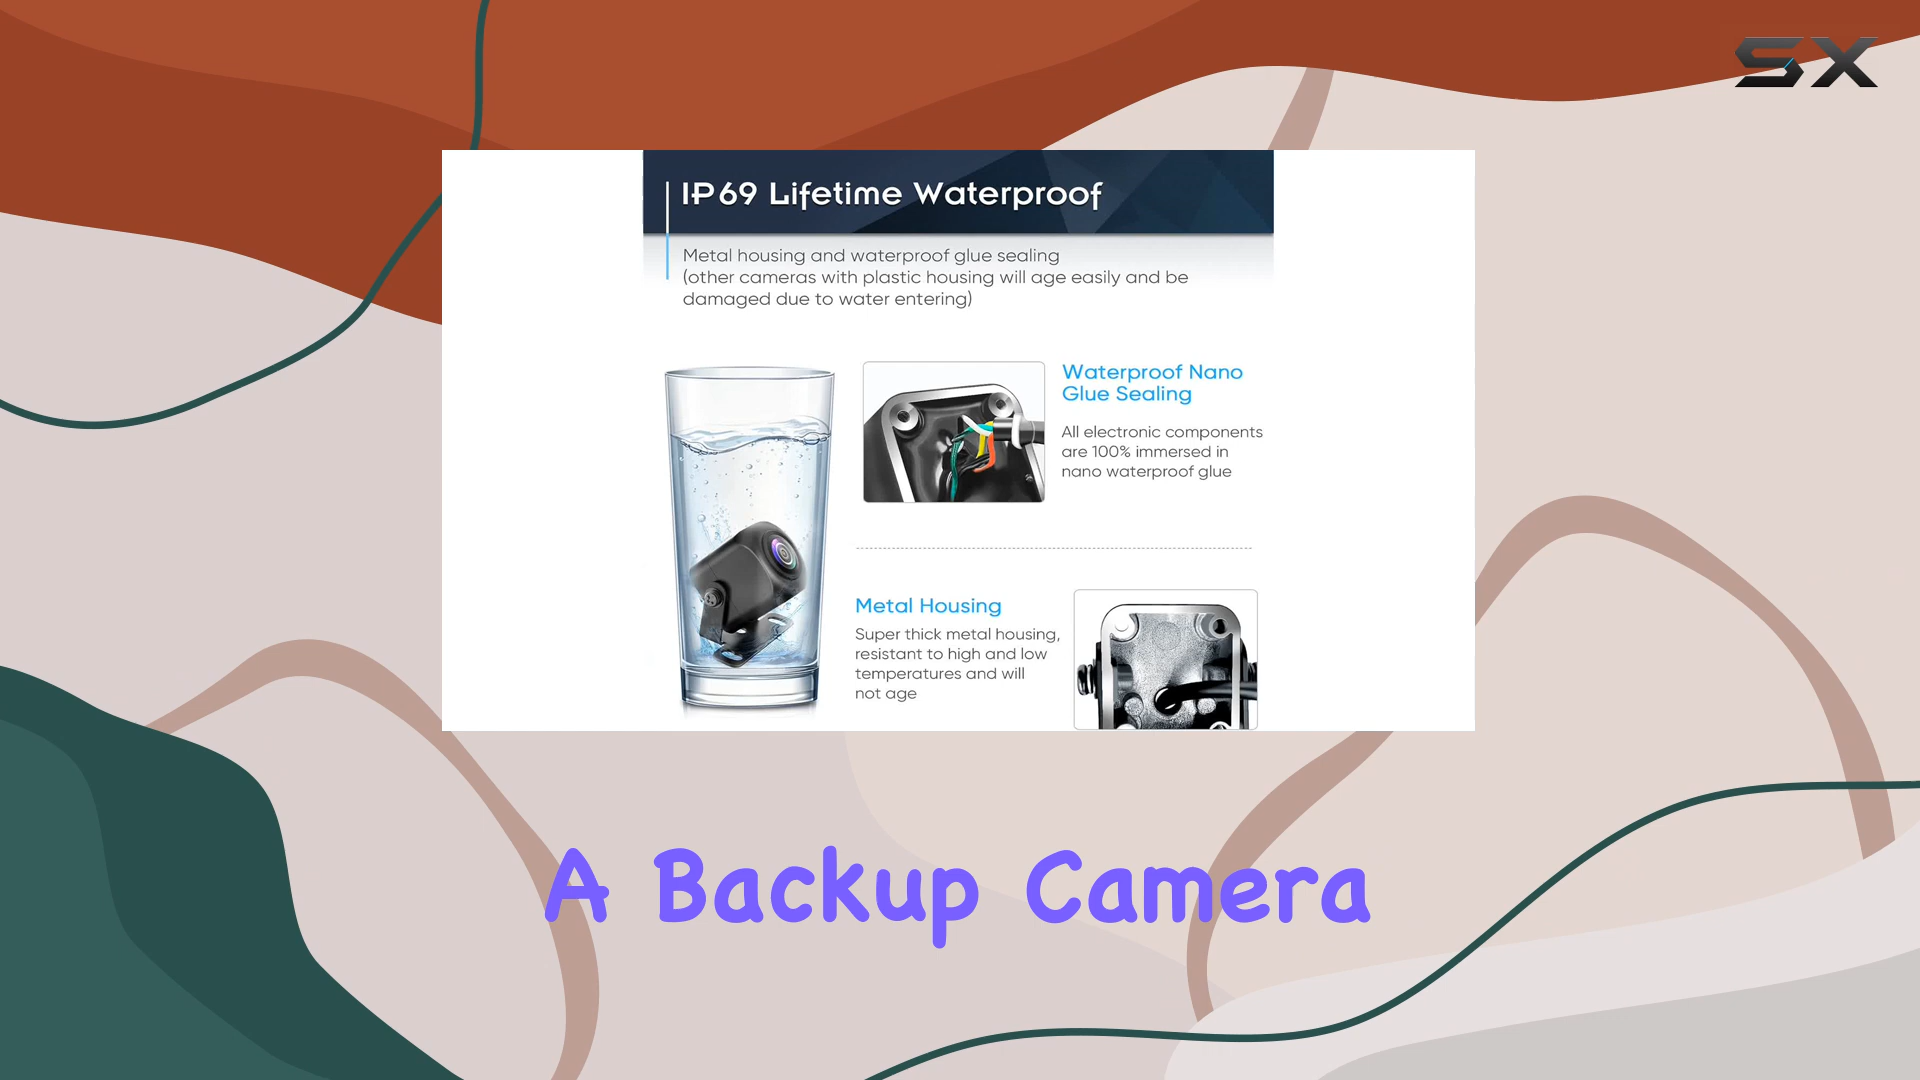 SX
IP69 Lifetime Waterproof
Metal housing and waterproof glue sealing
(other cameras with plastic housing will age easily and be
damaged due to water entering)
Waterproof Nano
Glue Sealing
All electronic components
are 100% immersed in
nano waterproof glue
Metal Housing
Super thick metal housing,
resistant to high and low
temperatures and will
not age
A Backup Camera